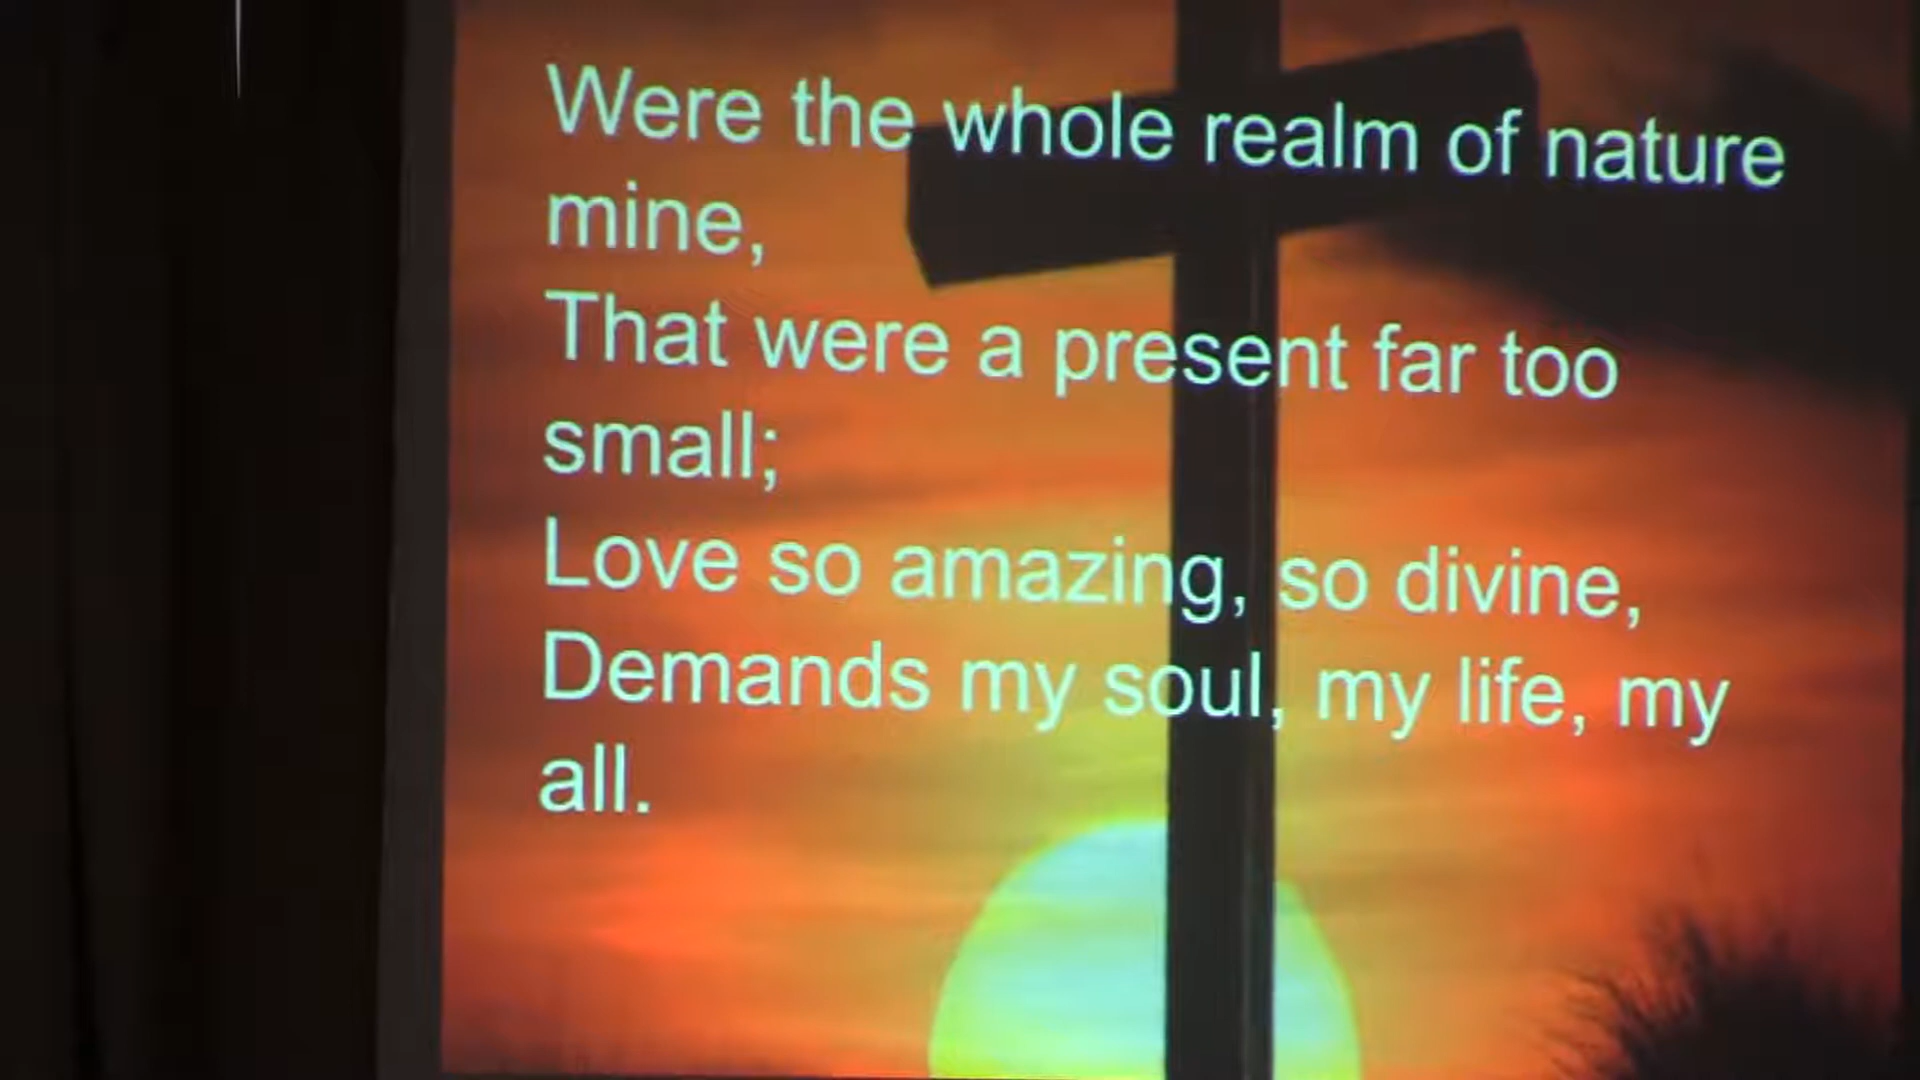 Were the whole realm of nature
mine,
That were a present far too
small;
Love so amazing, so divine,
Demands my soul, my life, my
all.